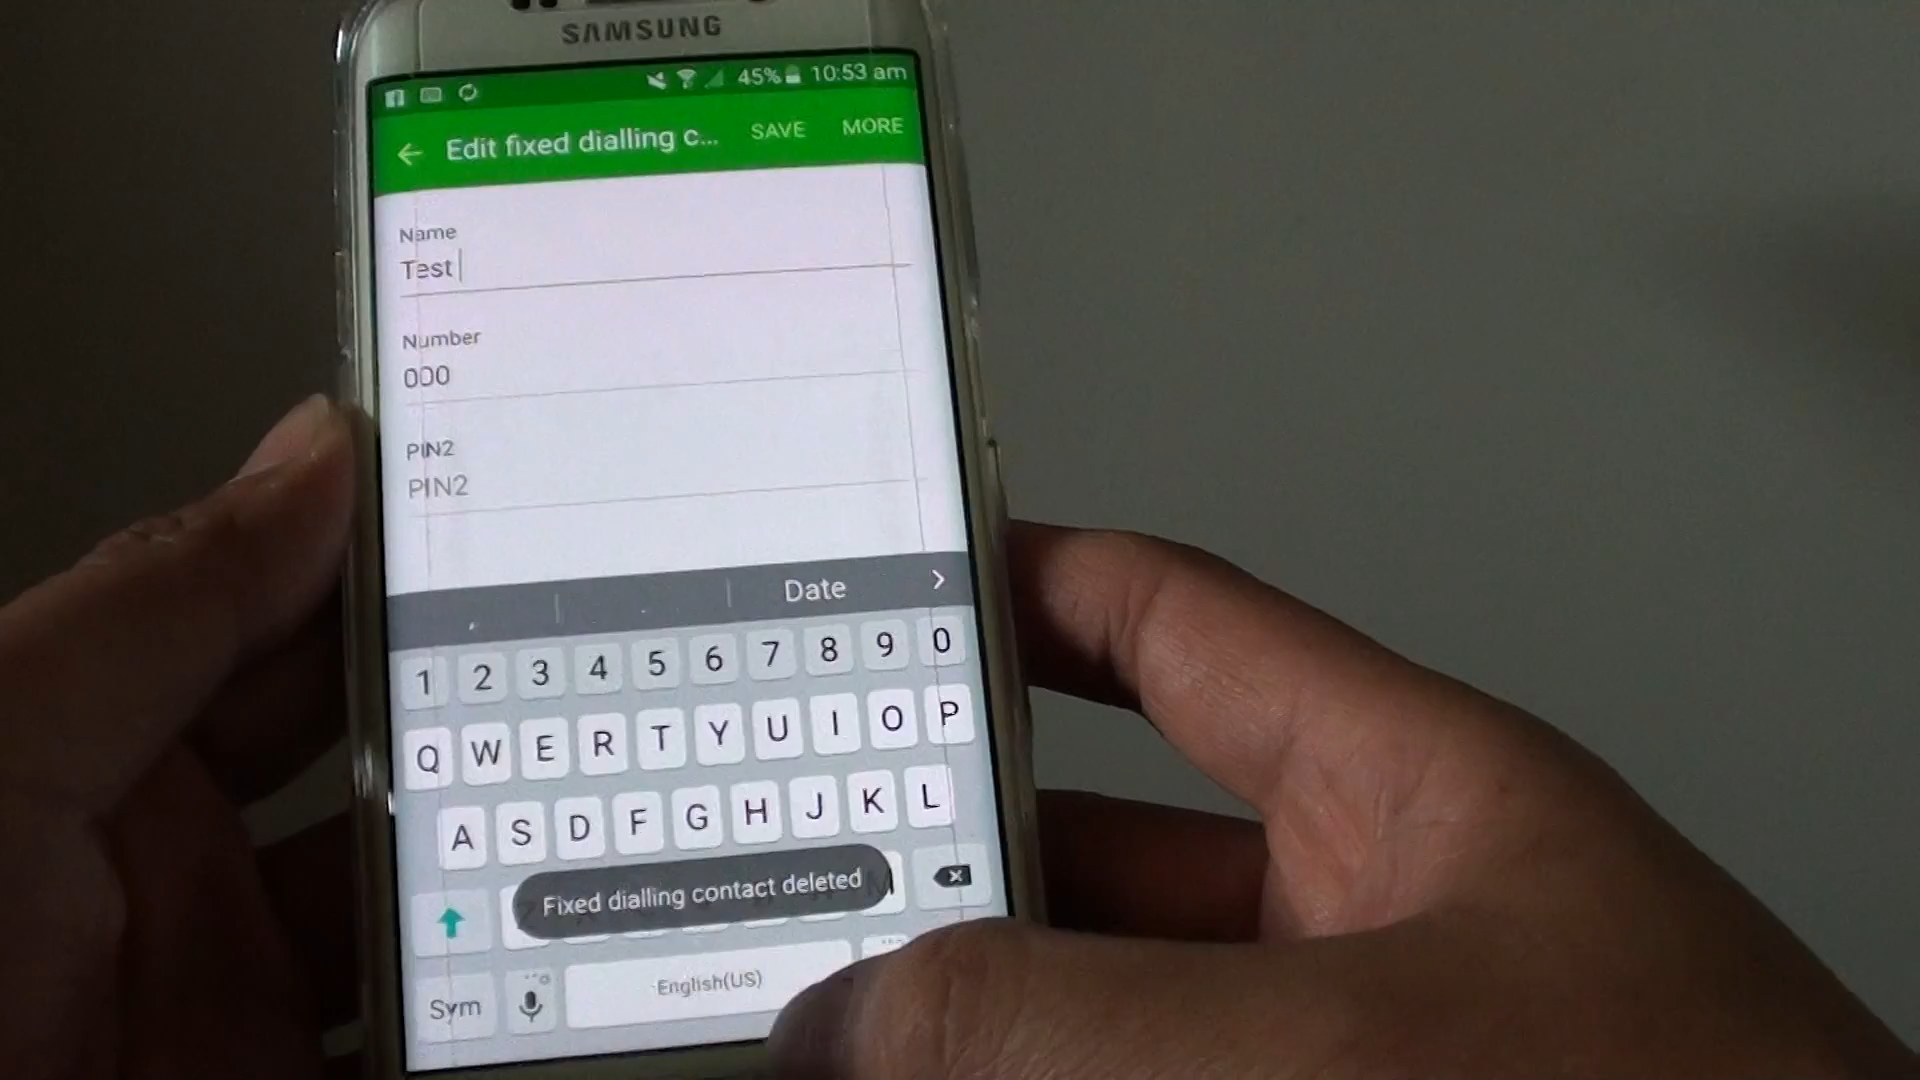 SAMSUNG
45% 10:53 am
Edit fixed dialling c... SAVE MORE
Name
Test
Number
000
PIN2
PIN2
Date
1 2 3 4 5 6 7 8 9 0
Q W E R T Y U I O P
A S D F G H J K L
Fixed dialling contact deleted
Sym English(US)